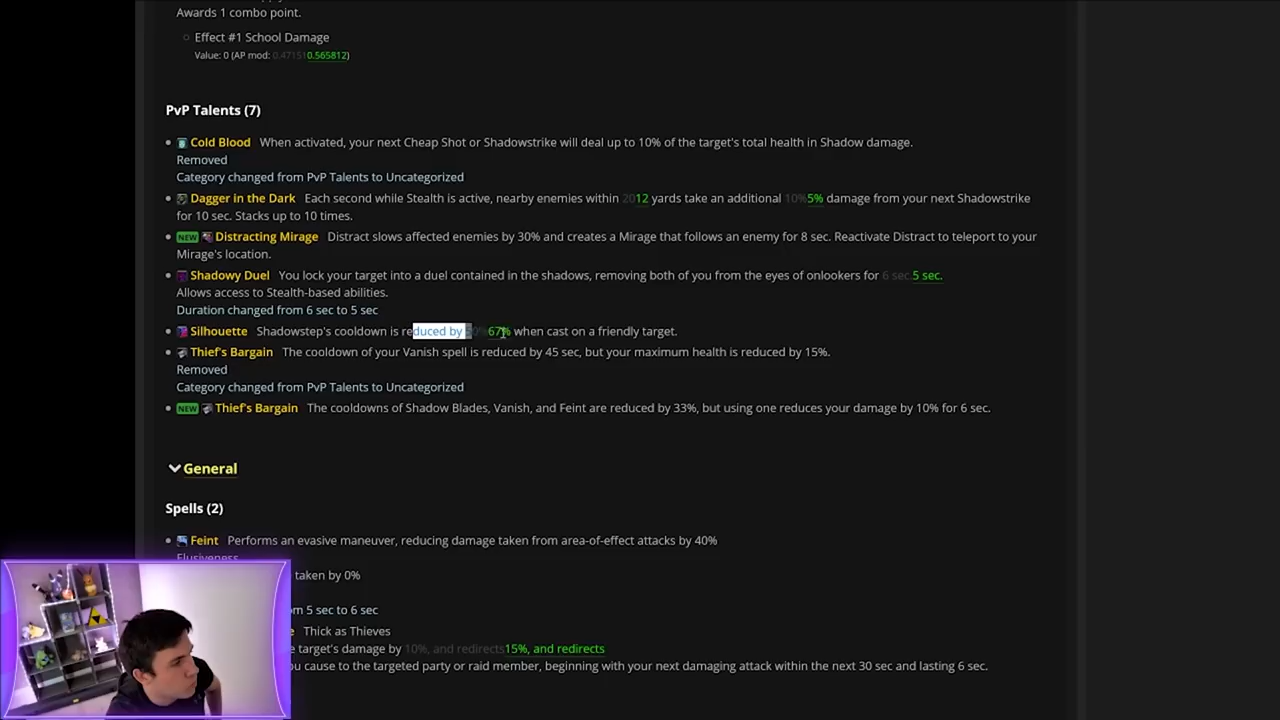 Awards 1 combo point.
Effect #1 School Damage
Value: 0 (AP mod: 0.471510.565812)
PvP Talents (7)
Cold Blood When activated, your next Cheap Shot or Shadowstrike will deal up to 10% of the target's total health in Shadow damage.
Removed
Category changed from PvP Talents to Uncategorized
Dagger in the Dark Each second while Stealth is active, nearby enemies within 2012 yards take an additional 10%5% damage from your next Shadowstrike
for 10 sec. Stacks up to 10 times.
NEW Distracting Mirage Distract slows affected enemies by 30% and creates a Mirage that follows an enemy for 8 sec. Reactivate Distract to teleport to your
Mirage's location.
Shadowy Duel You lock your target into a duel contained in the shadows, removing both of you from the eyes of onlookers for 6 sec.5 sec.
Allows access to Stealth-based abilities.
Duration changed from 6 sec to 5 sec
Silhouette Shadowstep's cooldown is reduced by 67% when cast on a friendly target.
Thief's Bargain The cooldown of your Vanish spell is reduced by 45 sec, but your maximum health is reduced by 15%.
Removed
Category changed from PvP Talents to Uncategorized
NEW Thief's Bargain The cooldowns of Shadow Blades, Vanish, and Feint are reduced by 33%, but using one reduces your damage by 10% for 6 sec.
General
Spells (2)
Feint Performs an evasive maneuver, reducing damage taken from area-of-effect attacks by 40%
Elusiveness
taken by 0%
from 5 sec to 6 sec
Thick as Thieves
target's damage by 10%, and redirects15%, and redirects
you cause to the targeted party or raid member, beginning with your next damaging attack within the next 30 sec and lasting 6 sec.